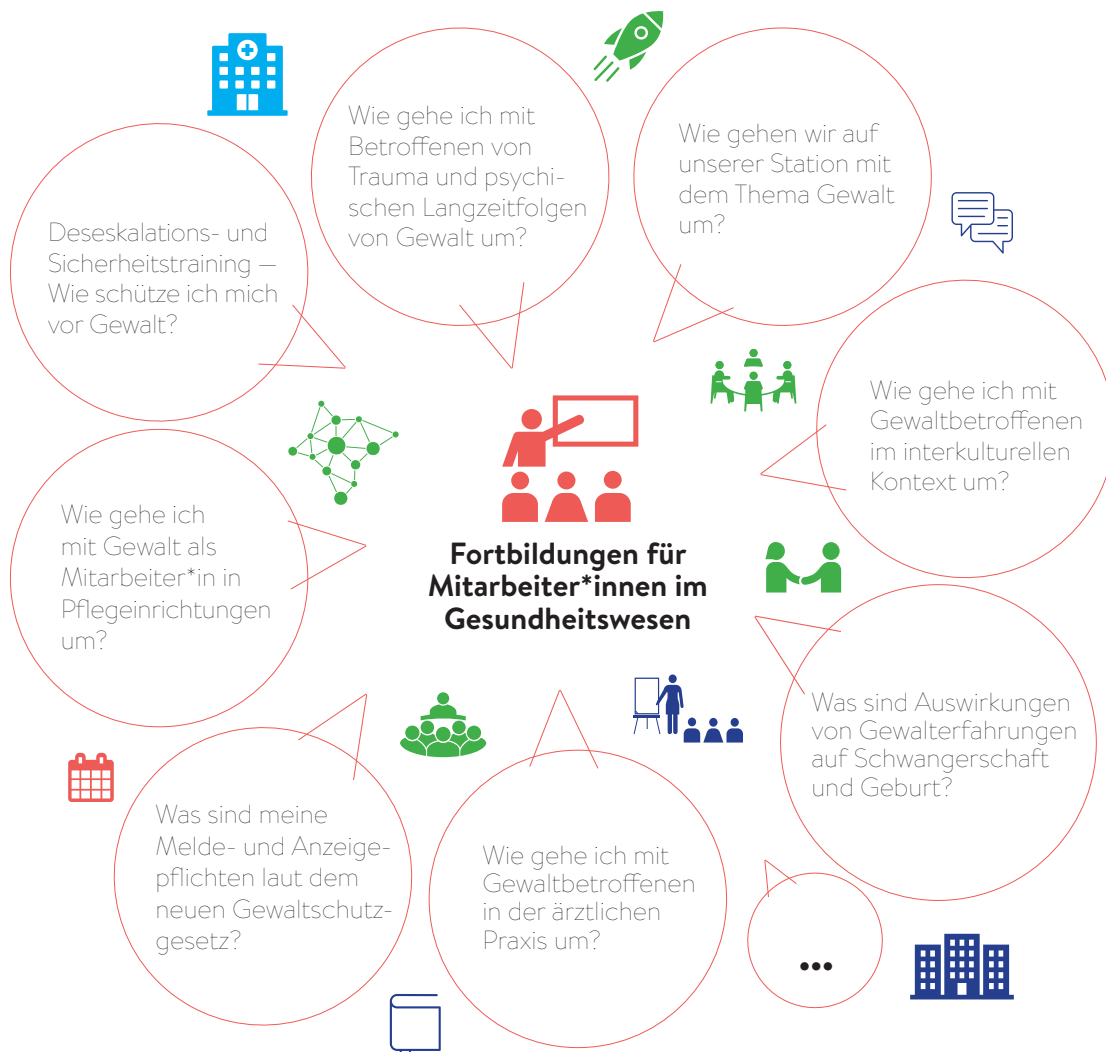 Wie gehe ich mit
Betroffenen von
Trauma und psychi-
schen Langzeitfolgen
von Gewalt um?
Wie gehen wir auf
unserer Station mit
dem Thema Gewalt
um?
Deseskalations- und
Sicherheitstraining —
Wie schütze ich mich
vor Gewalt?
Wie gehe ich mit
Gewaltbetroffenen
im interkulturellen
Kontext um?
Wie gehe ich
mit Gewalt als
Mitarbeiter*in in
Pflegeinrichtungen
um?
Fortbildungen für
Mitarbeiter*innen im
Gesundheitswesen
Was sind Auswirkungen
von Gewalterfahrungen
auf Schwangerschaft
und Geburt?
Was sind meine
Melde- und Anzeige-
pflichten laut dem
neuen Gewaltschutz-
gesetz?
Wie gehe ich mit
Gewaltbetroffenen
in der ärztlichen
Praxis um?
...